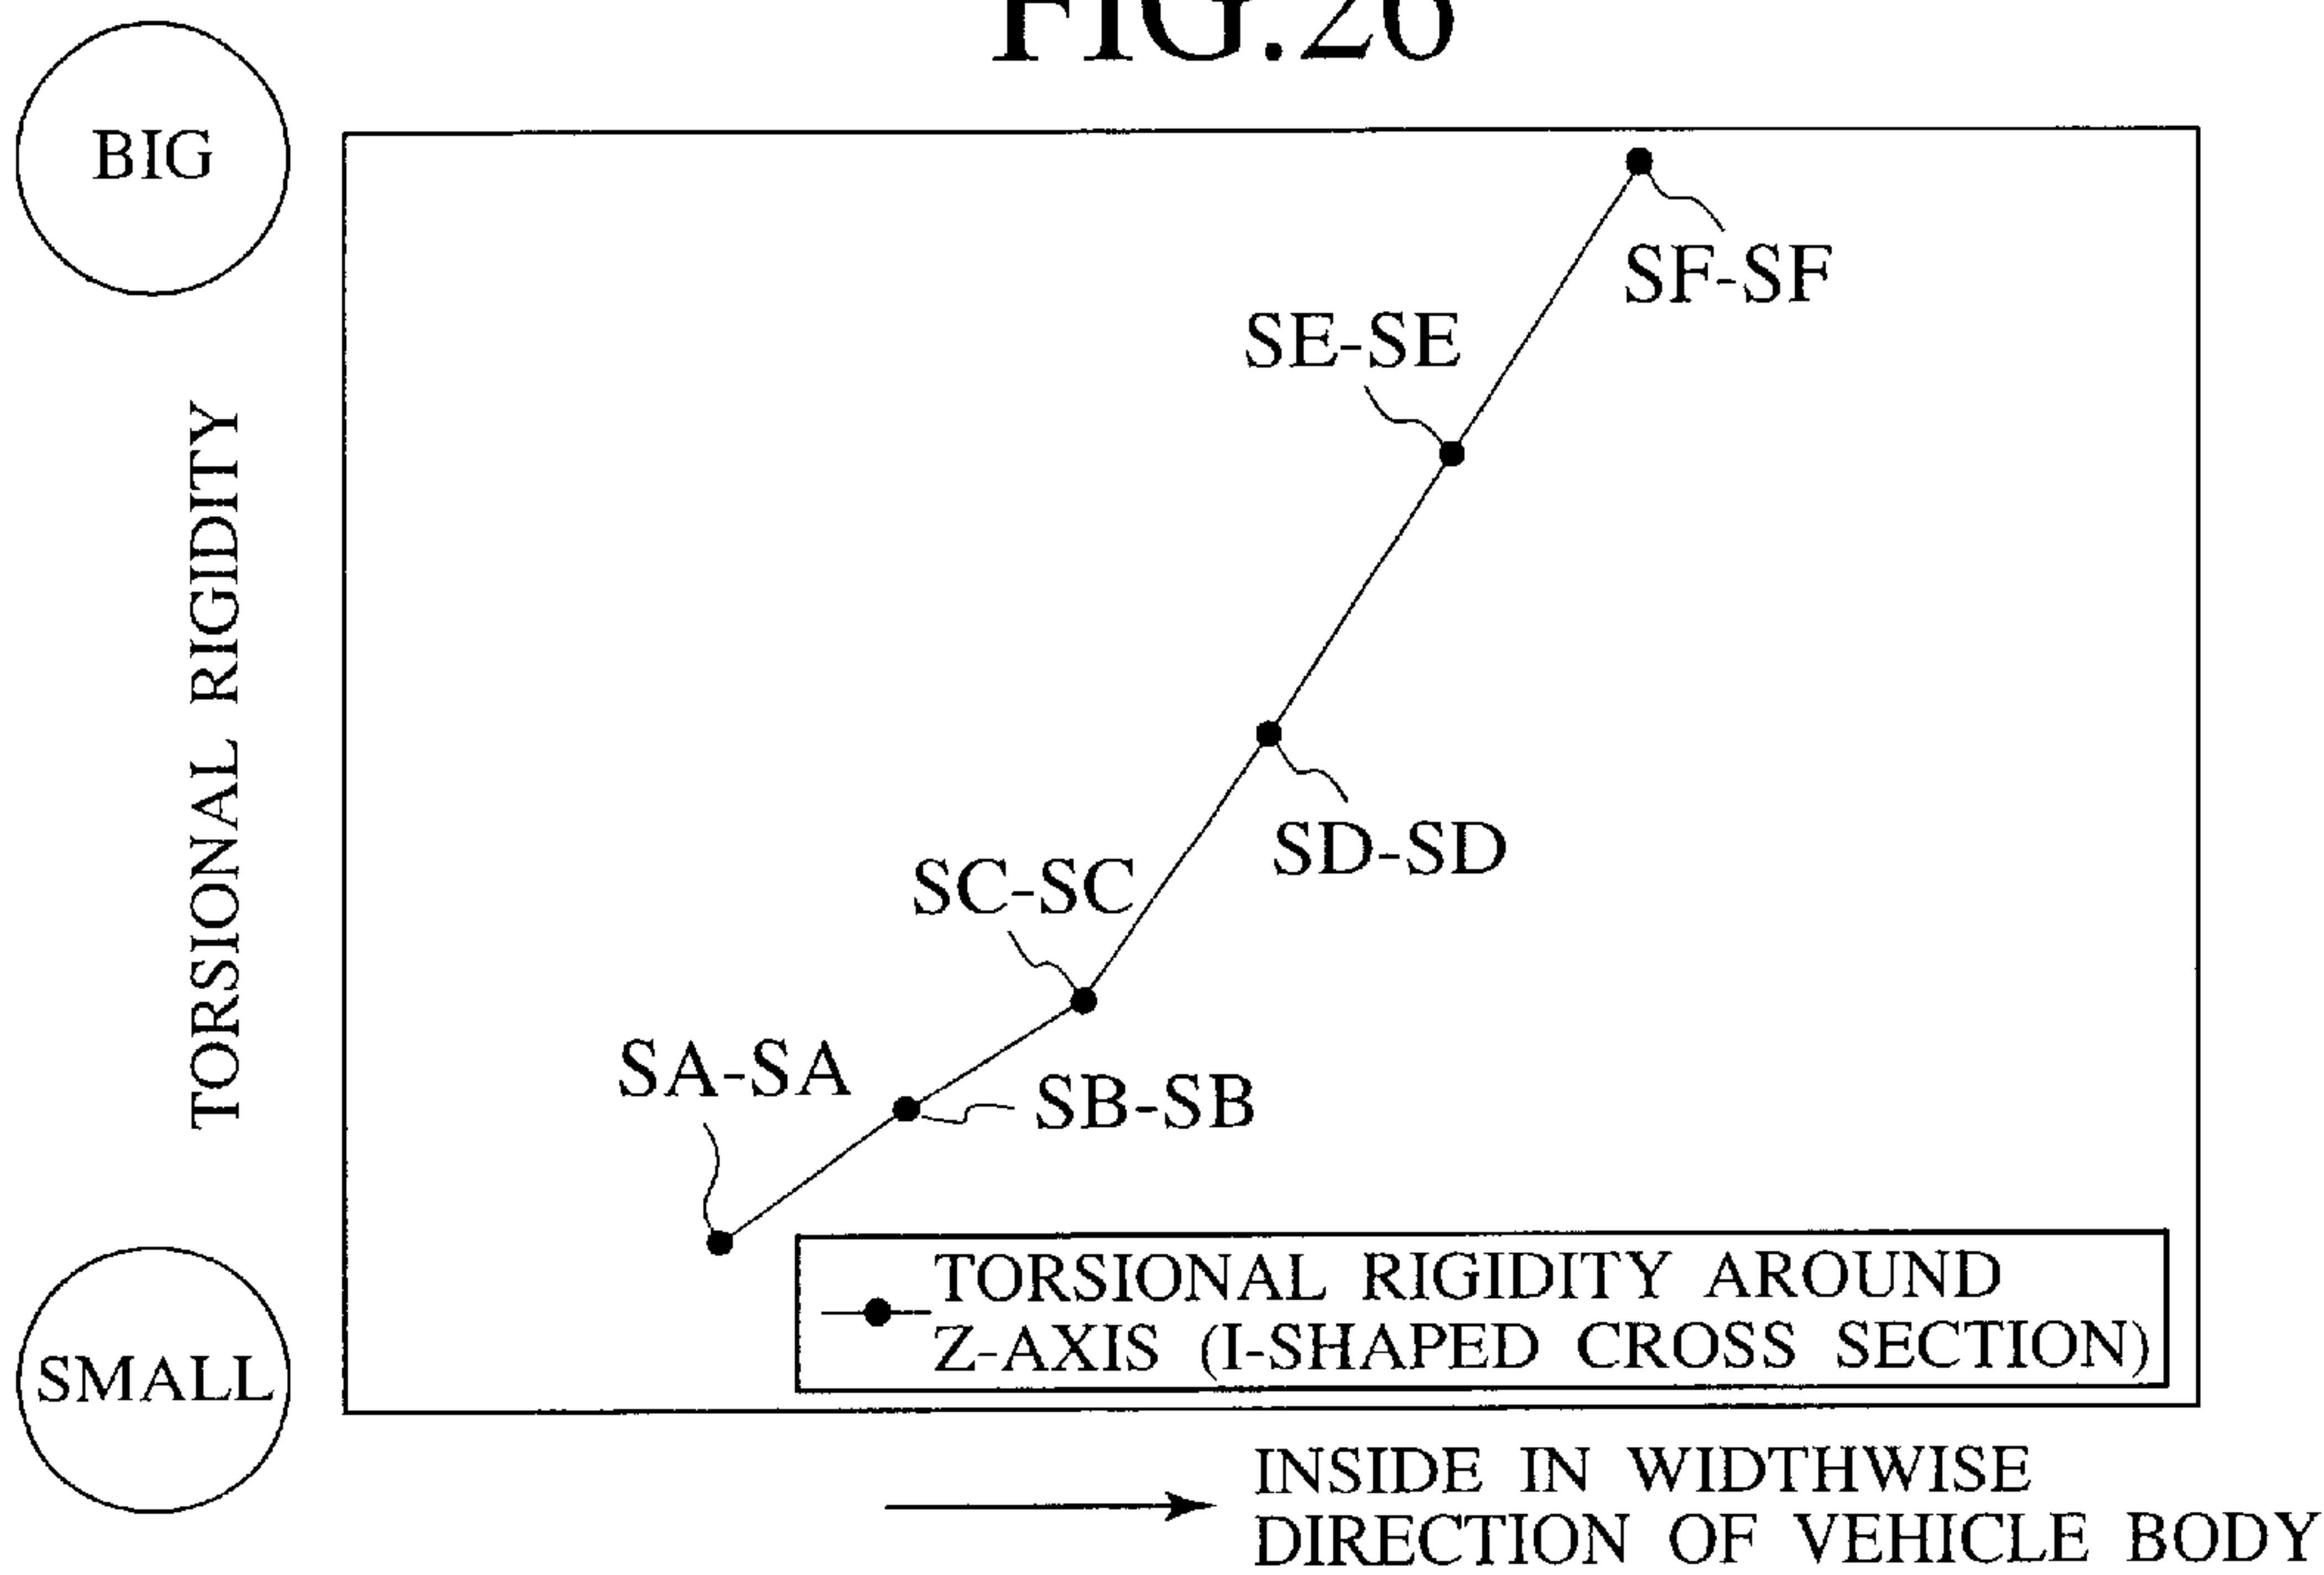 BIG
SF-SF
SE-SE
TORSIONAL RIGIDITY
SD-SD
SC-SC
SA-SA
SB-SB
TORSIONAL RIGIDITY AROUND
Z-AXIS (I-SHAPED CROSS SECTION)
SMALL
INSIDE IN WIDTHWISE
DIRECTION OF VEHICLE BODY